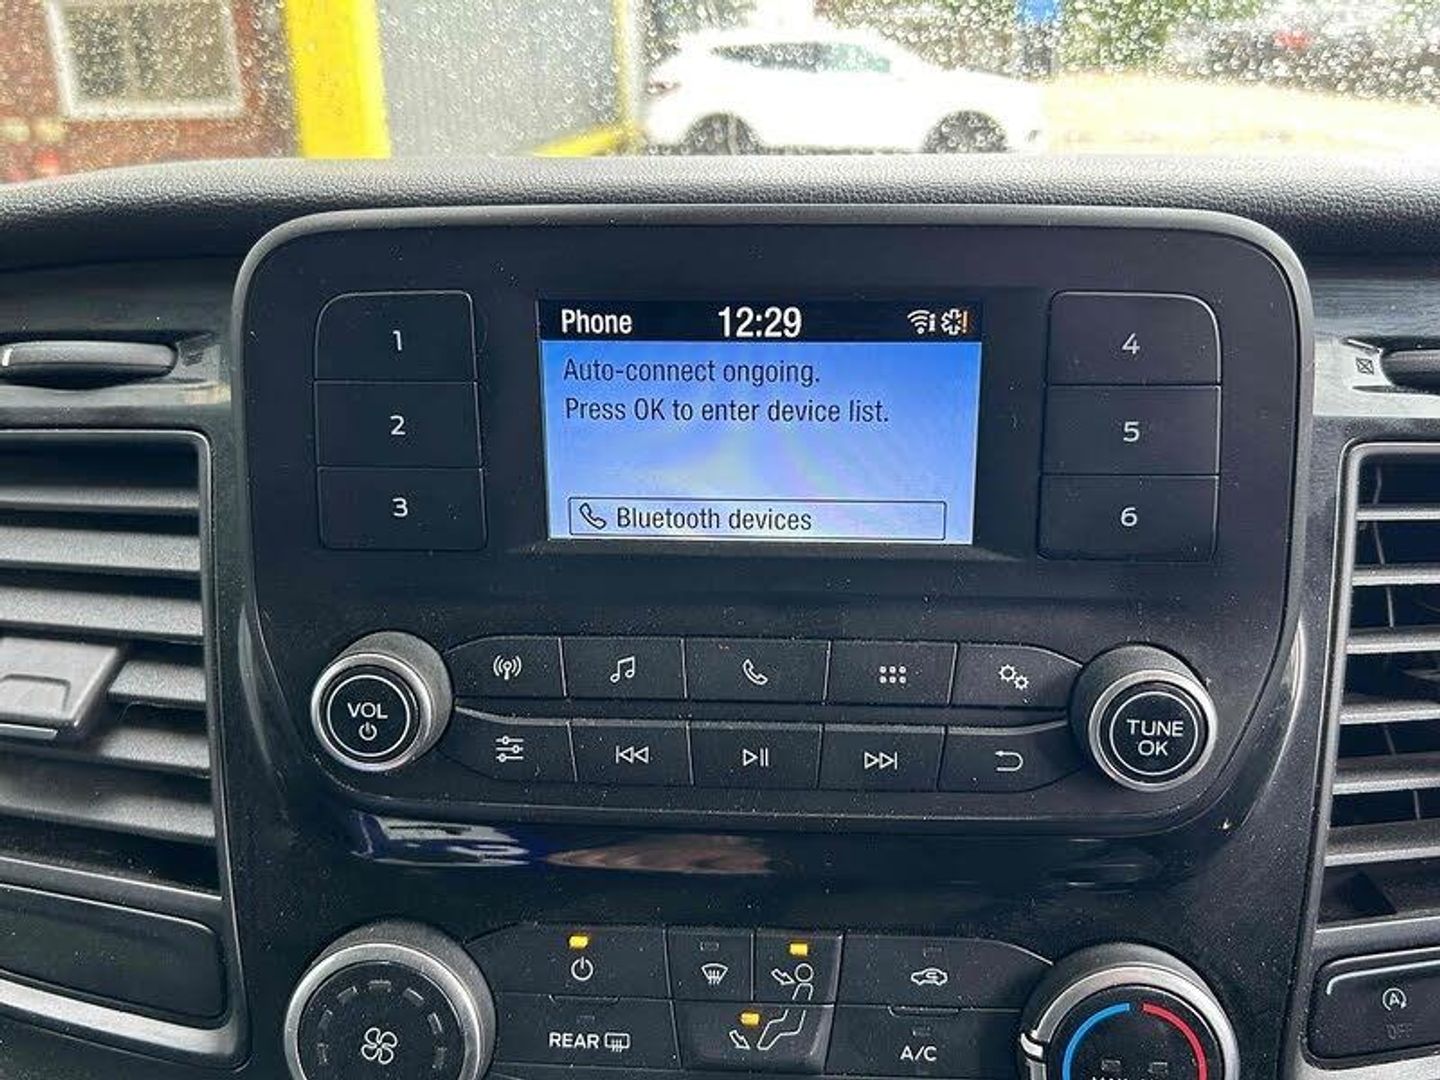 Phone 12:29
Auto-connect ongoing.
Press OK to enter device list.
Bluetooth devices
1
2
3
4
5
6
VOL
TUNE
OK
REAR
A/C
A
OFF